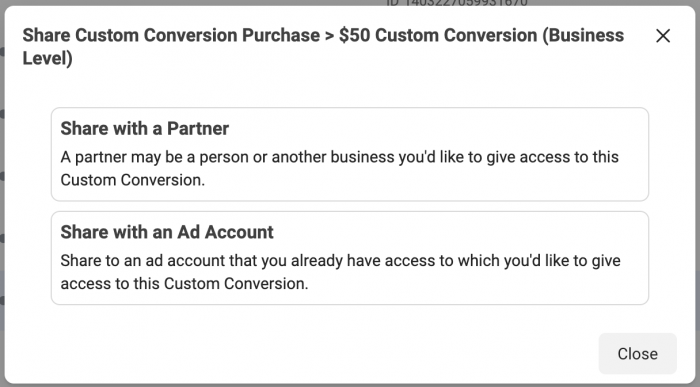 Share Custom Conversion Purchase > $50 Custom Conversion (Business
Level)
Share with a Partner
A partner may be a person or another business you'd like to give access to this
Custom Conversion.
Share with an Ad Account
Share to an ad account that you already have access to which you'd like to give
access to this Custom Conversion.
Close